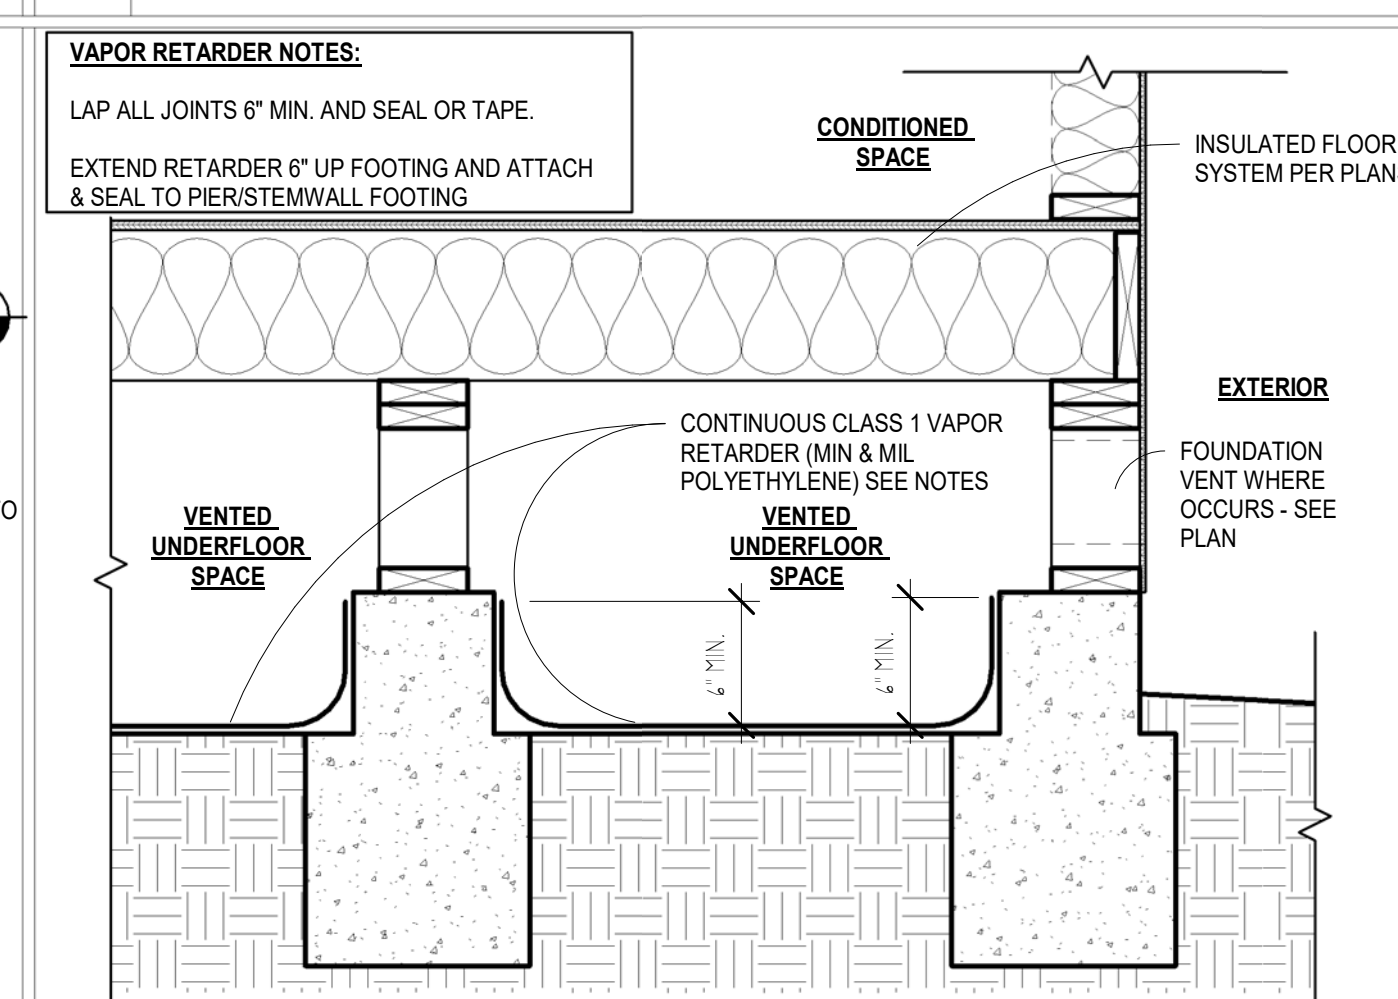 VAPOR RETARDER NOTES:
LAP ALL JOINTS 6" MIN. AND SEAL OR TAPE.
EXTEND RETARDER 6" UP FOOTING AND ATTACH
& SEAL TO PIER/STEMWALL FOOTING
CONDITIONED
SPACE
INSULATED FLOOR
SYSTEM PER PLAN
EXTERIOR
CONTINUOUS CLASS 1 VAPOR
RETARDER (MIN & MIL
POLYETHYLENE) SEE NOTES
FOUNDATION
VENT WHERE
OCCURS - SEE
PLAN
VENTED
UNDERFLOOR
SPACE
VENTED
UNDERFLOOR
SPACE
6" MIN.
6" MIN.